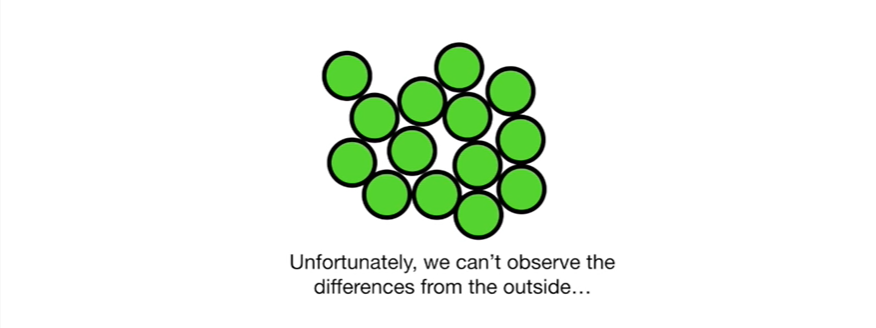 Unfortunately, we can’t observe the
differences from the outside…